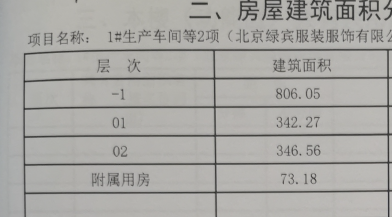 二、房屋建筑面积分
项目名称： 1#生产车间等2项（北京绿宾服装服饰有限公
层 次 建筑面积
-1 806.05
01 342.27
02 346.56
附属用房 73.18